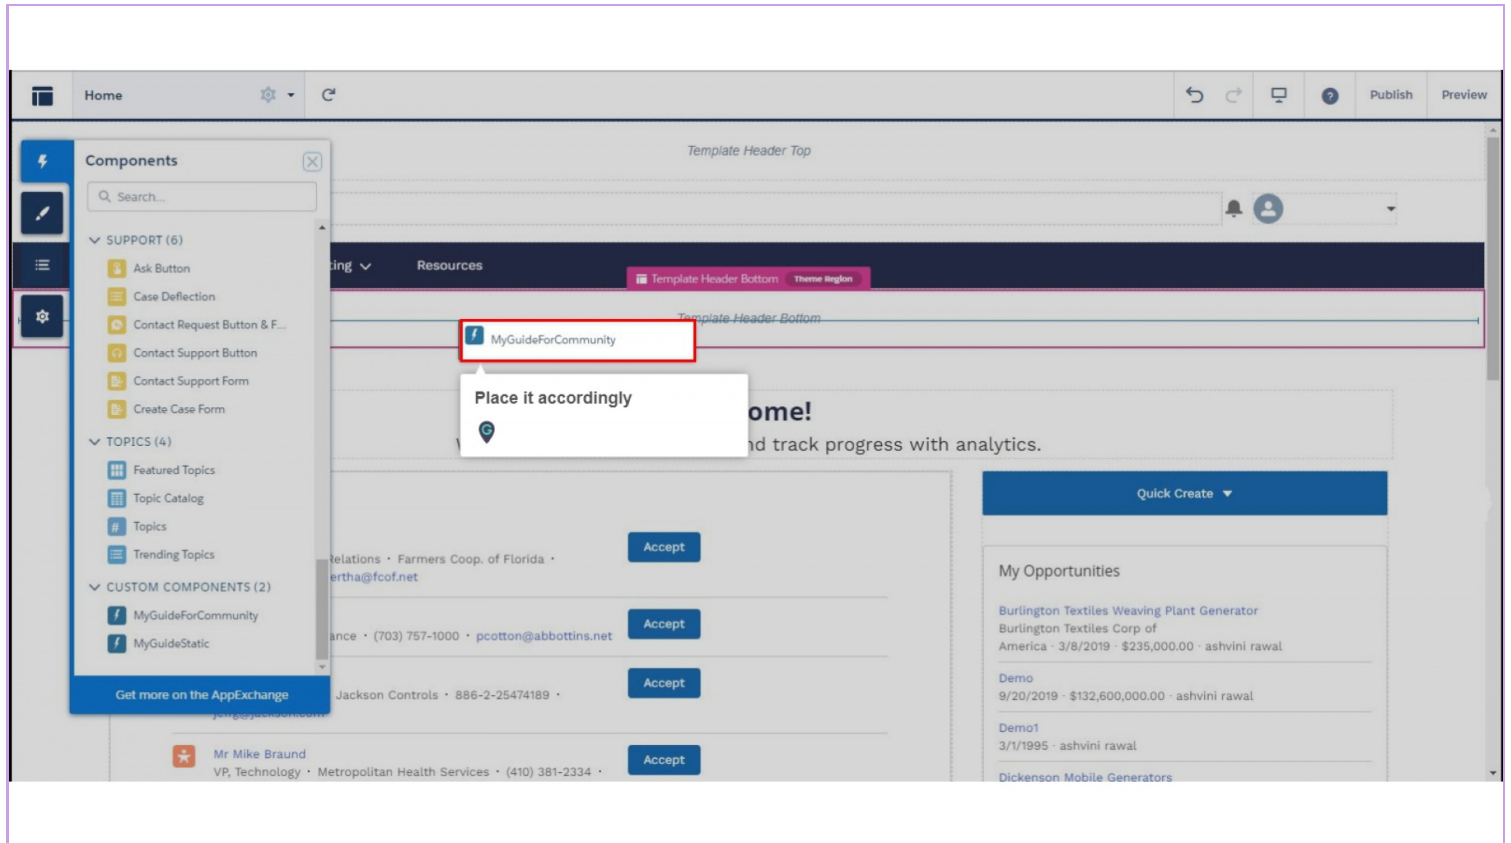 Home
Publish
Preview
Components
Template Header Top
Search...
SUPPORT (6)
Ask Button
ting
Resources
Template Header Bottom Theme Region
Case Deflection
Contact Request Button & F...
Template Header Bottom
MyGuideForCommunity
Contact Support Button
Contact Support Form
Place it accordingly
Create Case Form
ome!
TOPICS (4)
nd track progress with analytics.
Featured Topics
Topic Catalog
Quick Create
# Topics
Trending Topics
Accept
Relations • Farmers Coop. of Florida •
ertha@fcof.net
My Opportunities
CUSTOM COMPONENTS (2)
MyGuideForCommunity
MyGuideStatic
Burlington Textiles Weaving Plant Generator
Burlington Textiles Corp of
America · 3/8/2019 · $235,000.00 · ashvini rawal
Accept
ance • (703) 757-1000 • pcotton@abbottins.net
Demo
9/20/2019 · $132,600,000.00 · ashvini rawal
Get more on the AppExchange
Accept
Jackson Controls • 886-2-25474189 •
Demo1
3/1/1995 · ashvini rawal
Mr Mike Braund
VP, Technology • Metropolitan Health Services • (410) 381-2334 •
Accept
Dickenson Mobile Generators